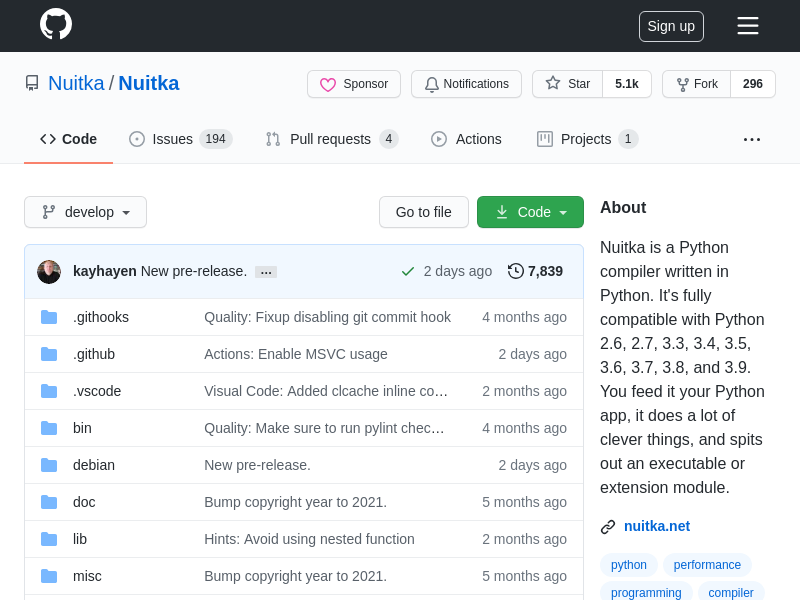 Sign up
Nuitka / Nuitka
Sponsor
Notifications
Star 5.1k
Fork 296
Code
Issues 194
Pull requests 4
Actions
Projects 1
...
develop
Go to file
Code
kayhayen New pre-release. ...
2 days ago
7,839
.githooks Quality: Fixup disabling git commit hook 4 months ago
.github Actions: Enable MSVC usage 2 days ago
.vscode Visual Code: Added clcache inline co… 2 months ago
bin Quality: Make sure to run pylint chec… 4 months ago
debian New pre-release. 2 days ago
doc Bump copyright year to 2021. 5 months ago
lib Hints: Avoid using nested function 2 months ago
misc Bump copyright year to 2021. 5 months ago
About
Nuitka is a Python
compiler written in
Python. It's fully
compatible with Python
2.6, 2.7, 3.3, 3.4, 3.5,
3.6, 3.7, 3.8, and 3.9.
You feed it your Python
app, it does a lot of
clever things, and spits
out an executable or
extension module.
nuitka.net
python performance
programming compiler